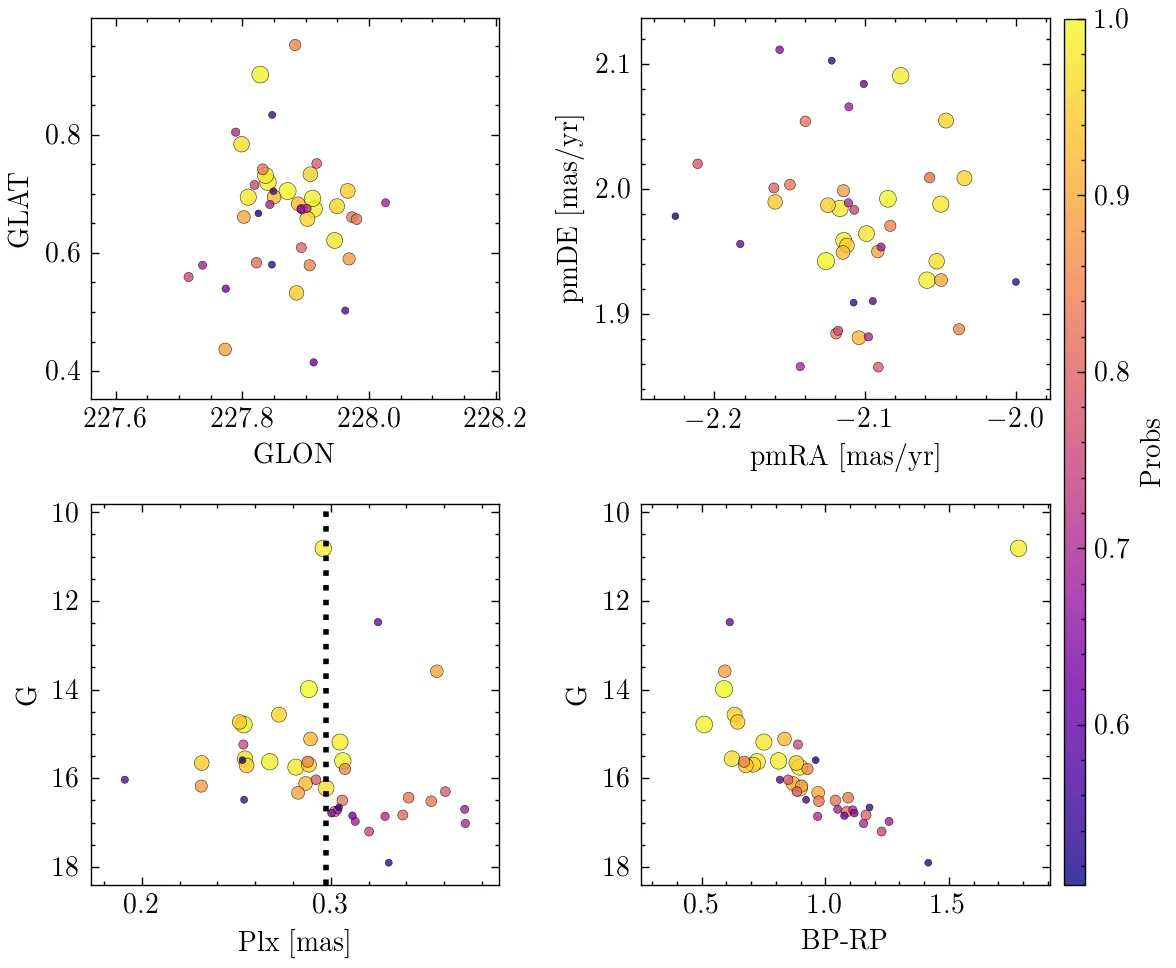 0.8
0.6
0.4
GLAT
227.6 227.8 228.0 228.2
GLON
2.1
2.0
1.9
pmDE [mas/yr]
−2.2 −2.1 −2.0
pmRA [mas/yr]
10
12
14
16
18
G
0.2 0.3
Plx [mas]
10
12
14
16
18
G
0.5 1.0 1.5
BP-RP
1.0
0.9
0.8
0.7
0.6
Probs